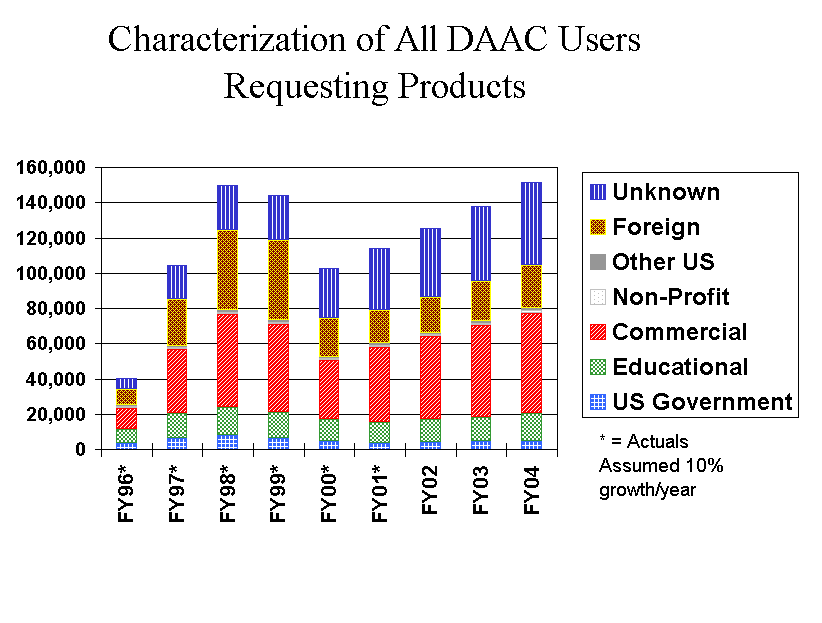 Characterization of All DAAC Users
Requesting Products
160,000
140,000
120,000
100,000
80,000
60,000
40,000
20,000
0
FY96*
FY97*
FY98*
FY99*
FY00*
FY01*
FY02
FY03
FY04
Unknown
Foreign
Other US
Non-Profit
Commercial
Educational
US Government
* = Actuals
Assumed 10%
growth/year